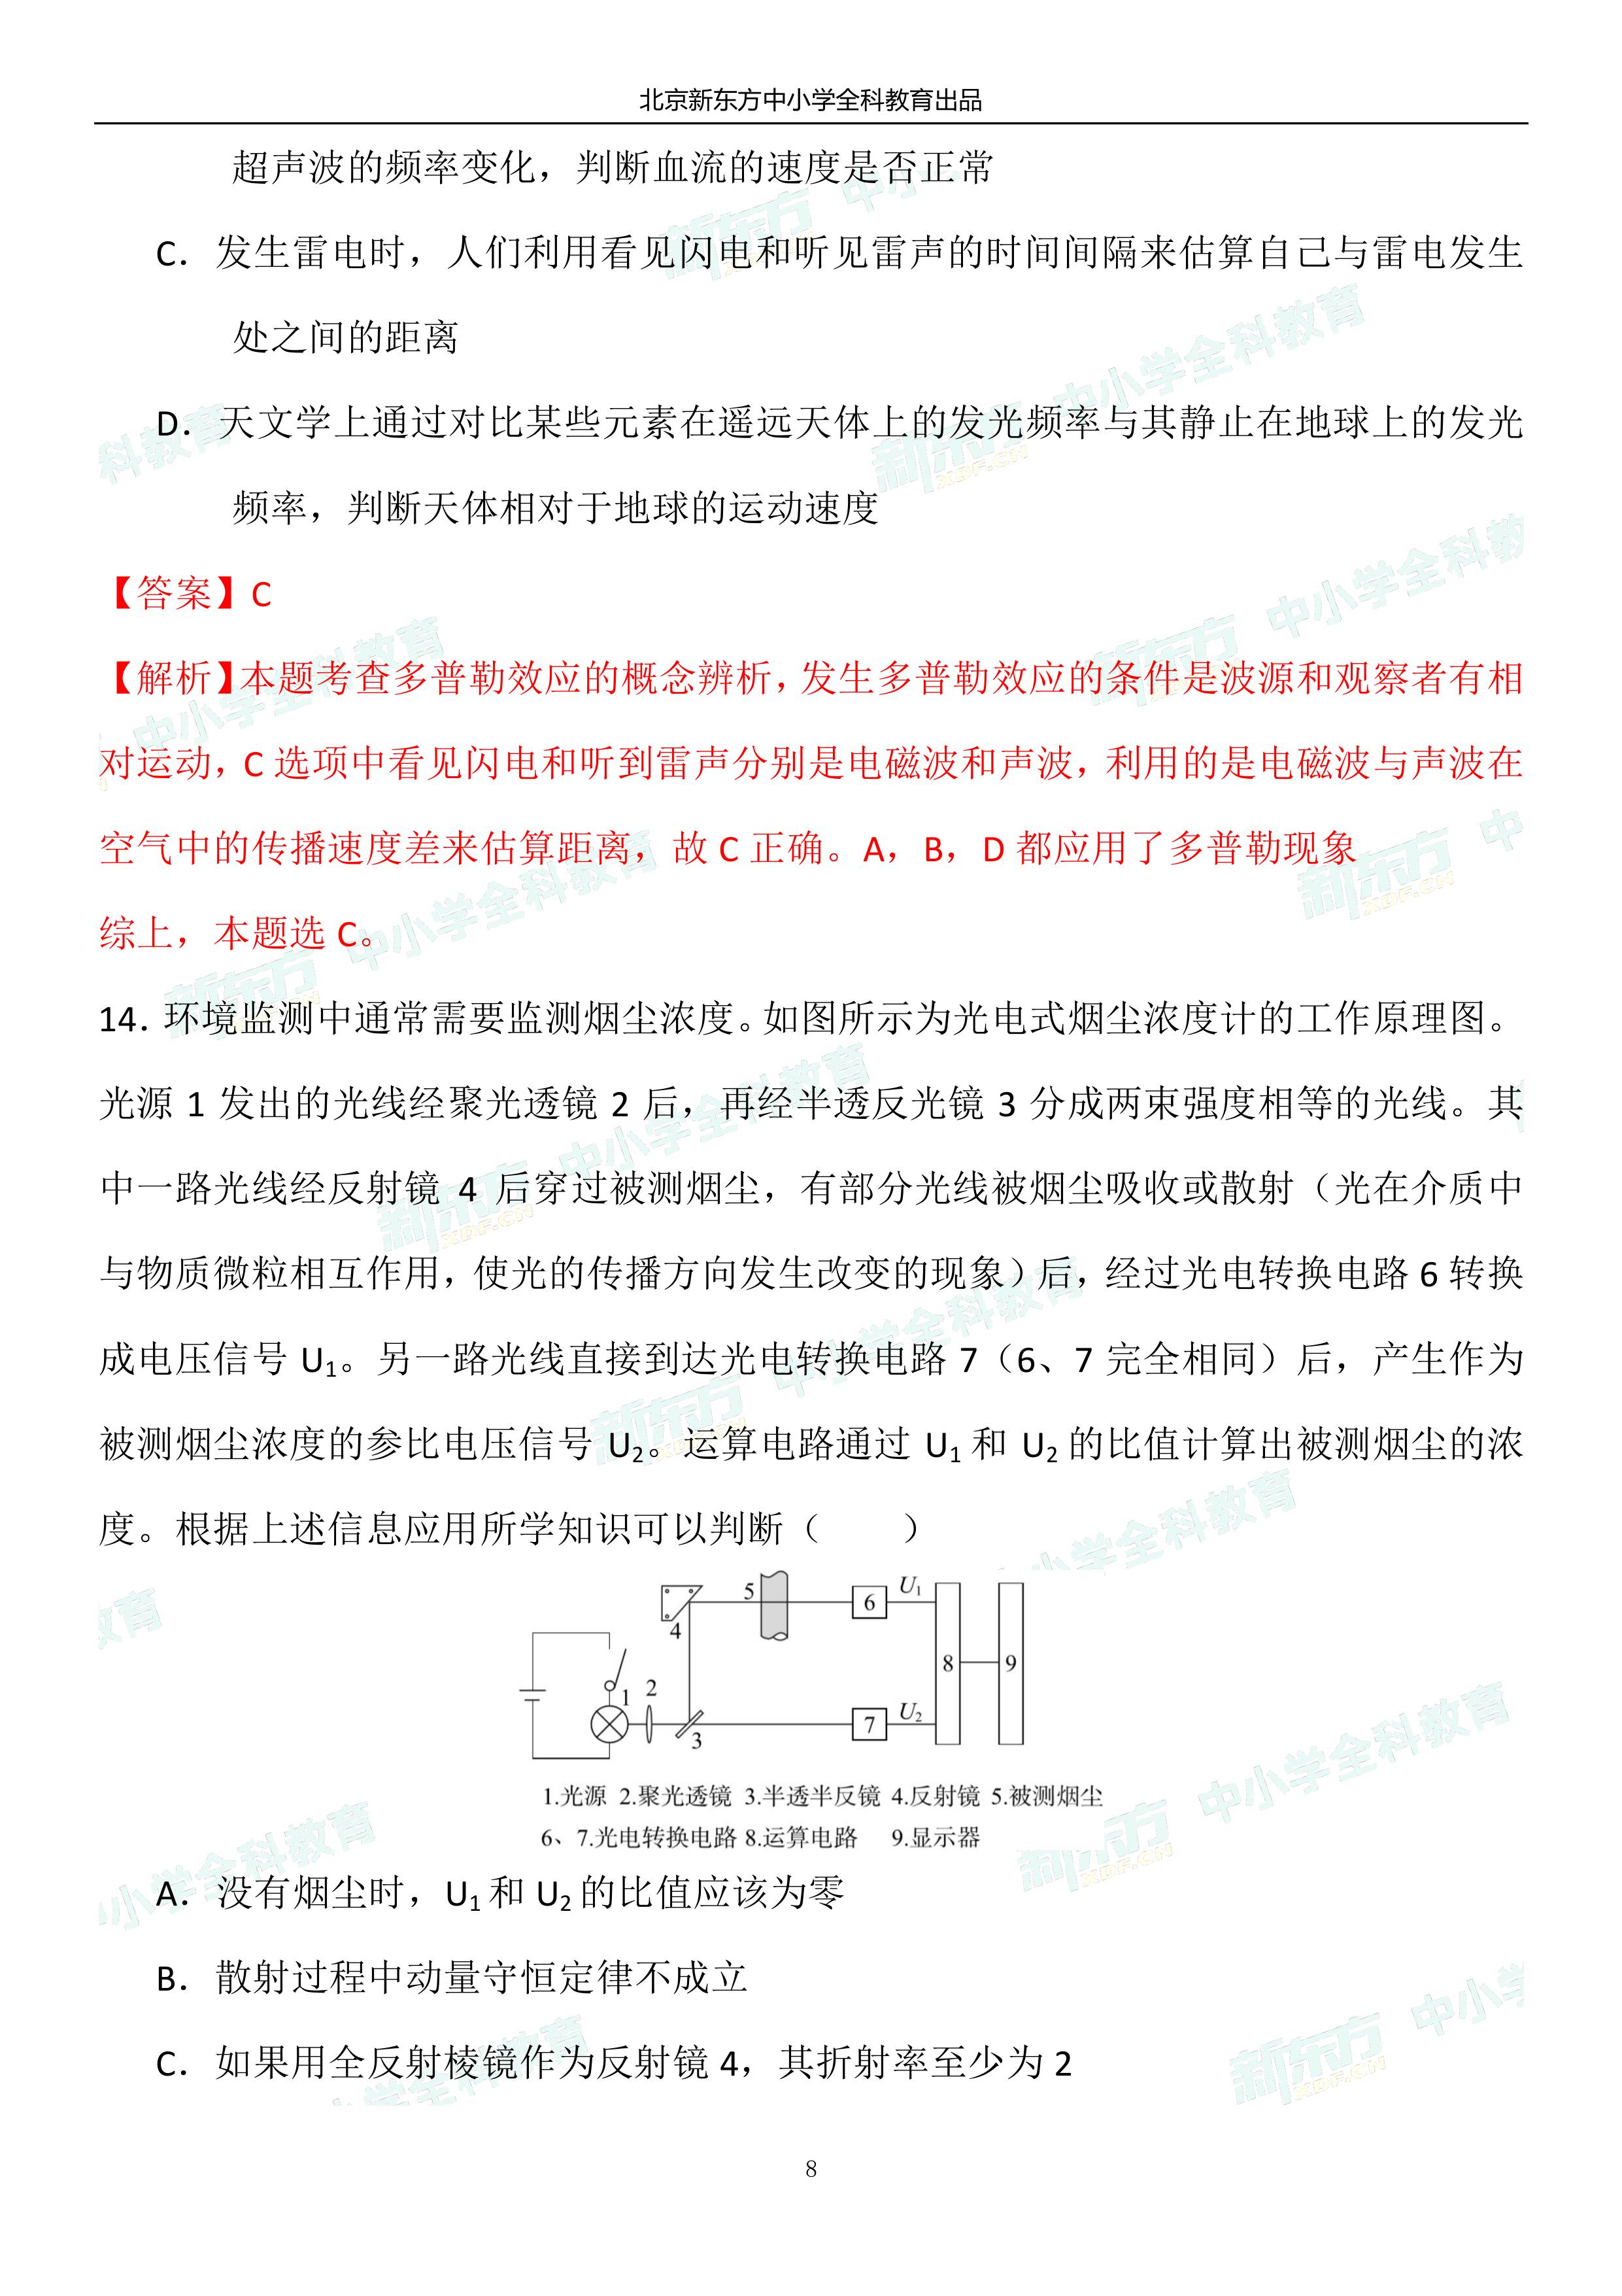 北京新东方中小学全科教育出品
超声波的频率变化，判断血流的速度是否正常
C. 发生雷电时，人们利用看见闪电和听见雷声的时间间隔来估算自己与雷电发生
处之间的距离
D. 天文学上通过对比某些元素在遥远天体上的发光频率与其静止在地球上的发光
频率，判断天体相对于地球的运动速度
【答案】C
【解析】本题考查多普勒效应的概念辨析，发生多普勒效应的条件是波源和观察者有相
对运动，C 选项中看见闪电和听到雷声分别是电磁波和声波，利用的是电磁波与声波在
空气中的传播速度差来估算距离，故 C 正确。A，B，D 都应用了多普勒现象
综上，本题选 C。
14. 环境监测中通常需要监测烟尘浓度。如图所示为光电式烟尘浓度计的工作原理图。
光源 1 发出的光线经聚光透镜 2 后，再经半透反光镜 3 分成两束强度相等的光线。其
中一路光线经反射镜 4 后穿过被测烟尘，有部分光线被烟尘吸收或散射（光在介质中
与物质微粒相互作用，使光的传播方向发生改变的现象）后，经过光电转换电路 6 转换
成电压信号 U₁。另一路光线直接到达光电转换电路 7（6、7 完全相同）后，产生作为
被测烟尘浓度的参比电压信号 U₂。运算电路通过 U₁ 和 U₂ 的比值计算出被测烟尘的浓
度。根据上述信息应用所学知识可以判断（　　）
5 6 U₁
4
8 9
1 2
3 7 U₂
1.光源 2.聚光透镜 3.半透半反镜 4.反射镜 5.被测烟尘
6、7.光电转换电路 8.运算电路 9.显示器
A. 没有烟尘时，U₁ 和 U₂ 的比值应该为零
B. 散射过程中动量守恒定律不成立
C. 如果用全反射棱镜作为反射镜 4，其折射率至少为 2
8
新东方 XDF.CN 中小学全科教育